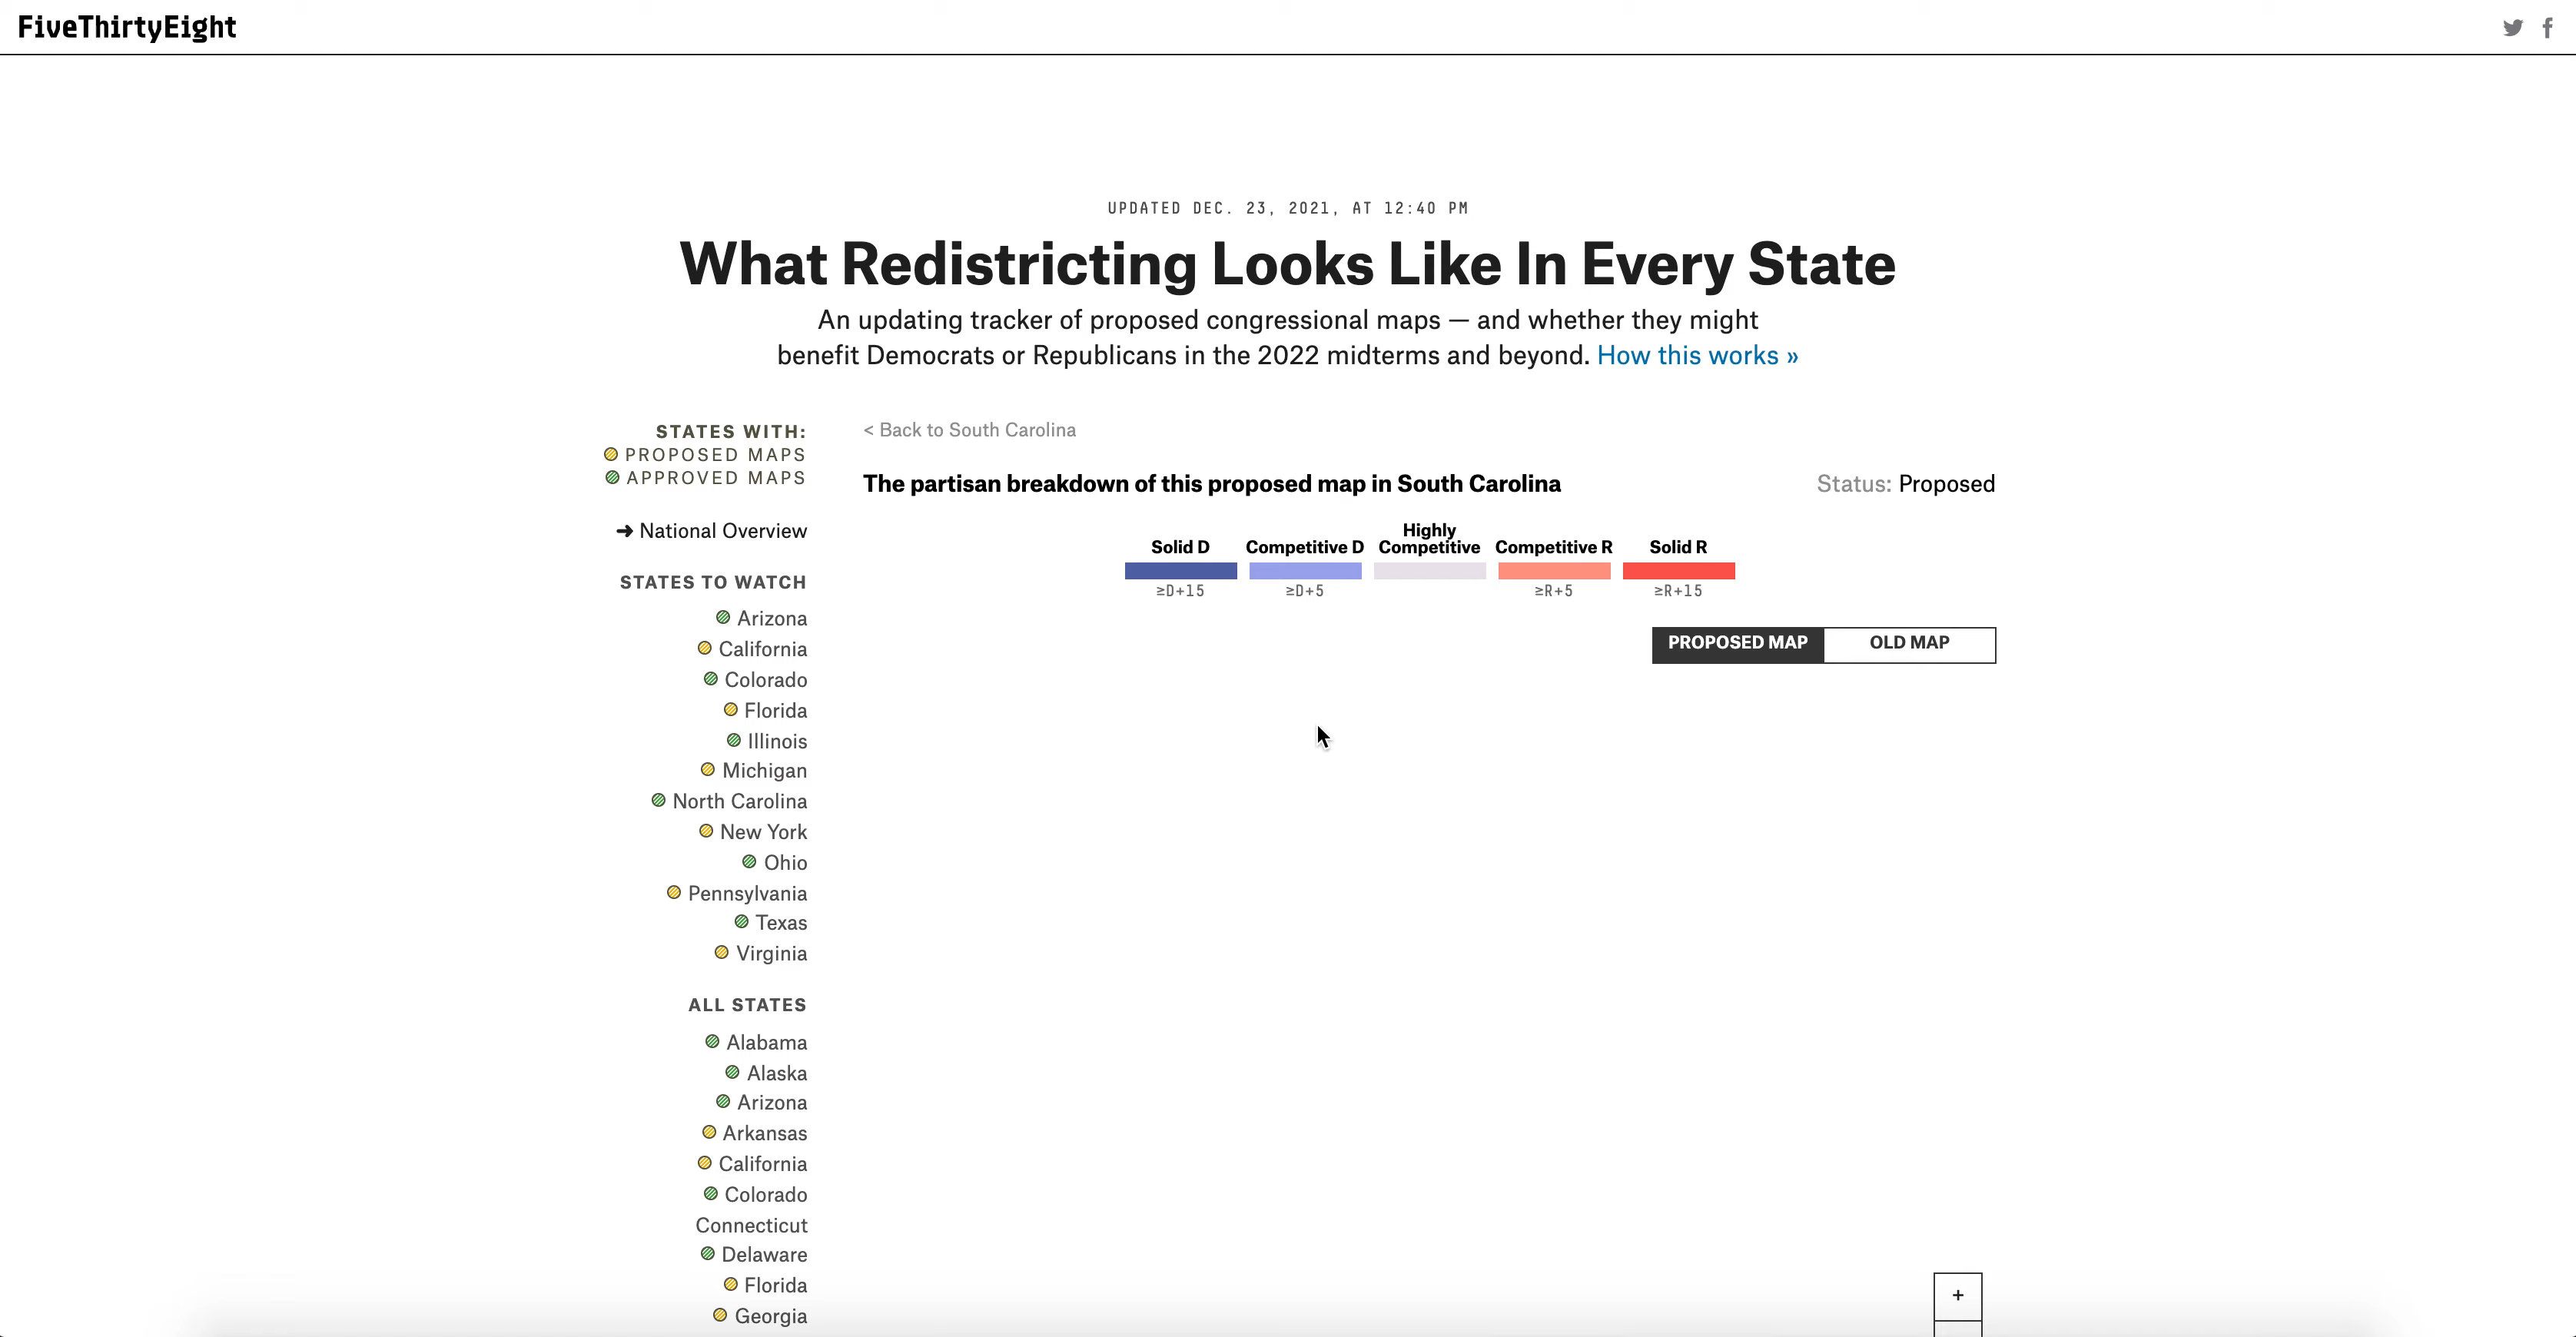 FiveThirtyEight
UPDATED DEC. 23, 2021, AT 12:40 PM
What Redistricting Looks Like In Every State
An updating tracker of proposed congressional maps — and whether they might
benefit Democrats or Republicans in the 2022 midterms and beyond. How this works »
STATES WITH:
PROPOSED MAPS
APPROVED MAPS
➔ National Overview
STATES TO WATCH
Arizona
California
Colorado
Florida
Illinois
Michigan
North Carolina
New York
Ohio
Pennsylvania
Texas
Virginia
ALL STATES
Alabama
Alaska
Arizona
Arkansas
California
Colorado
Connecticut
Delaware
Florida
Georgia
< Back to South Carolina
The partisan breakdown of this proposed map in South Carolina
Status: Proposed
Solid D
Competitive D
Highly
Competitive
Competitive R
Solid R
≥D+15
≥D+5
≥R+5
≥R+15
PROPOSED MAP
OLD MAP
+